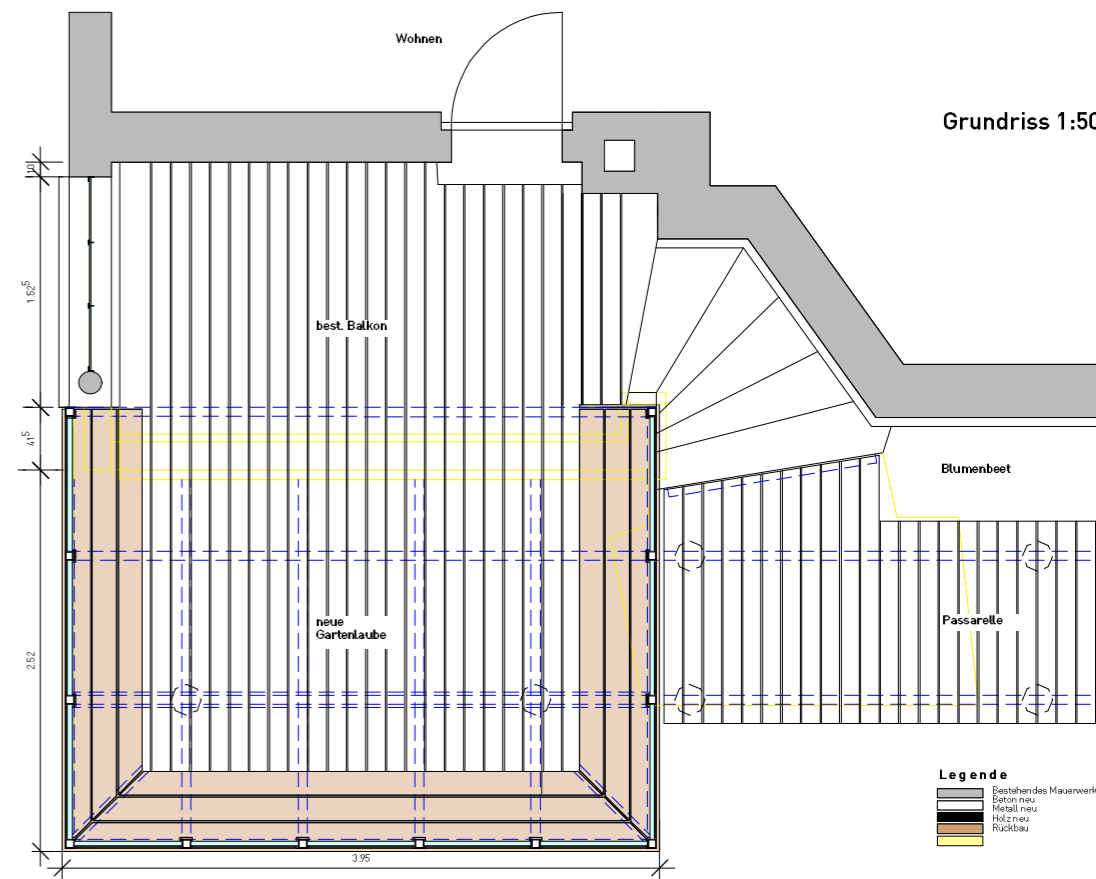 Wohnen
Grundriss 1:50
10
1.52⁵
best. Balkon
41⁵
Blumenbeet
neue
Gartenlaube
Passarelle
2.52
Legende
Bestehendes Mauerwerk
Beton neu
Metall neu
Holz neu
Rückbau
3.95